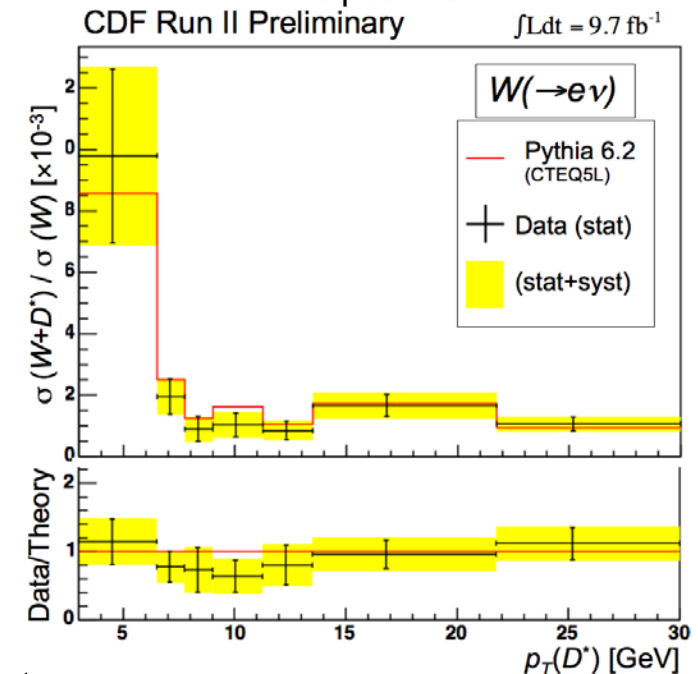 CDF Run II Preliminary
∫Ldt = 9.7 fb⁻¹
W(→eν)
Pythia 6.2
(CTEQ5L)
Data (stat)
(stat+syst)
σ (W+D*) / σ (W) [×10⁻³]
2
0
8
6
4
2
0
Data/Theory
2
1
0
5 10 15 20 25 30
p_T(D*) [GeV]